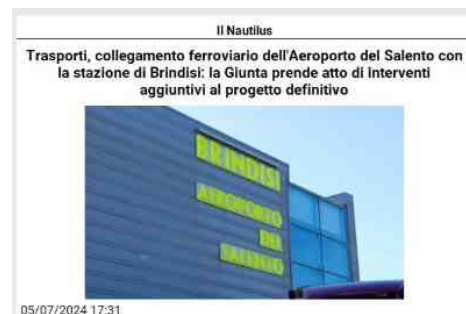 Il Nautilus
Trasporti, collegamento ferroviario dell'Aeroporto del Salento con
la stazione di Brindisi: la Giunta prende atto di interventi
aggiuntivi al progetto definitivo
BRINDISI
AEROPORTO
DEL
SALENTO
05/07/2024 17:31